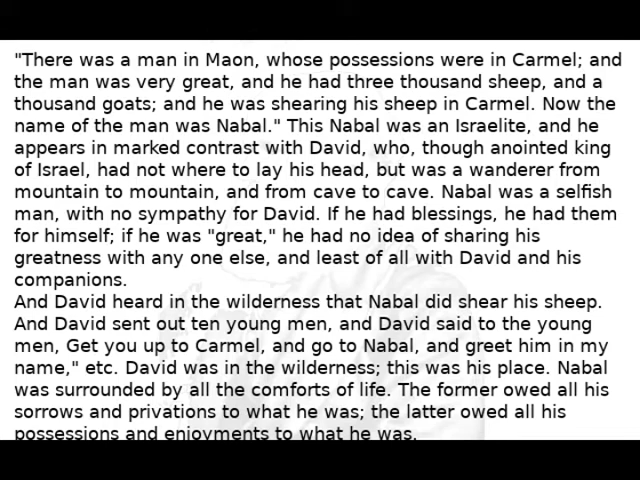 "There was a man in Maon, whose possessions were in Carmel; and
the man was very great, and he had three thousand sheep, and a
thousand goats; and he was shearing his sheep in Carmel. Now the
name of the man was Nabal." This Nabal was an Israelite, and he
appears in marked contrast with David, who, though anointed king
of Israel, had not where to lay his head, but was a wanderer from
mountain to mountain, and from cave to cave. Nabal was a selfish
man, with no sympathy for David. If he had blessings, he had them
for himself; if he was "great," he had no idea of sharing his
greatness with any one else, and least of all with David and his
companions.
And David heard in the wilderness that Nabal did shear his sheep.
And David sent out ten young men, and David said to the young
men, Get you up to Carmel, and go to Nabal, and greet him in my
name," etc. David was in the wilderness; this was his place. Nabal
was surrounded by all the comforts of life. The former owed all his
sorrows and privations to what he was; the latter owed all his
possessions and enjoyments to what he was.